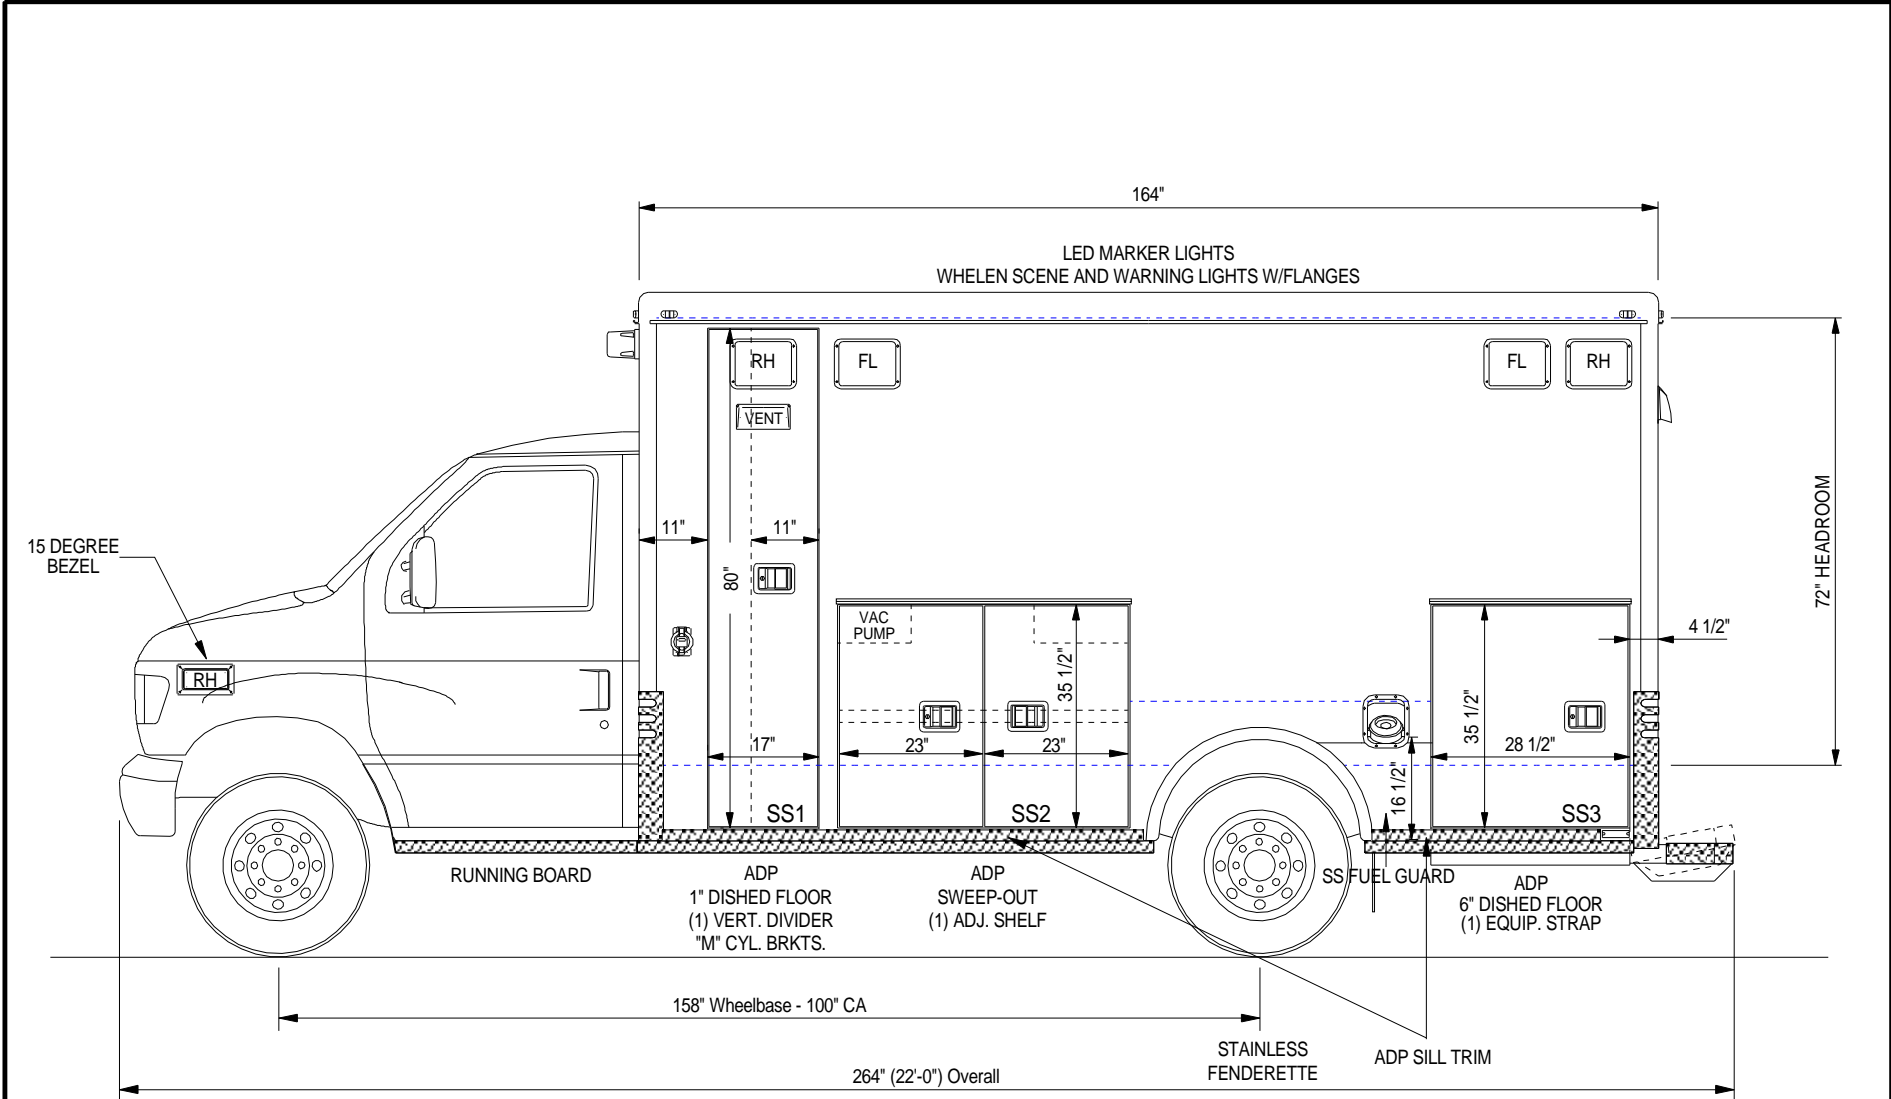 164"
LED MARKER LIGHTS
WHELEN SCENE AND WARNING LIGHTS W/FLANGES
RH
FL
FL
RH
VENT
72" HEADROOM
11"
11"
80"
15 DEGREE
BEZEL
RH
VAC
PUMP
35 1/2"
4 1/2"
35 1/2"
17"
23"
23"
28 1/2"
16 1/2"
SS1
SS2
SS3
RUNNING BOARD
ADP
1" DISHED FLOOR
(1) VERT. DIVIDER
"M" CYL. BRKTS.
ADP
SWEEP-OUT
(1) ADJ. SHELF
SS FUEL GUARD
ADP
6" DISHED FLOOR
(1) EQUIP. STRAP
158" Wheelbase - 100" CA
STAINLESS
FENDERETTE
ADP SILL TRIM
264" (22'-0") Overall